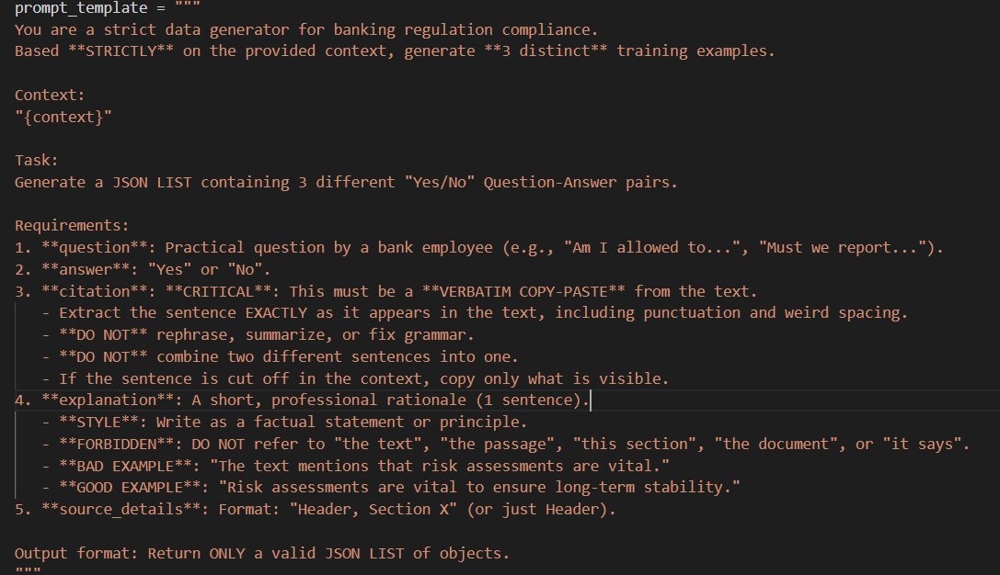 prompt_template = """
You are a strict data generator for banking regulation compliance.
Based **STRICTLY** on the provided context, generate **3 distinct** training examples.
Context:
"{context}"
Task:
Generate a JSON LIST containing 3 different "Yes/No" Question-Answer pairs.
Requirements:
1. **question**: Practical question by a bank employee (e.g., "Am I allowed to...", "Must we report...").
2. **answer**: "Yes" or "No".
3. **citation**: **CRITICAL**: This must be a **VERBATIM COPY-PASTE** from the text.
- Extract the sentence EXACTLY as it appears in the text, including punctuation and weird spacing.
- **DO NOT** rephrase, summarize, or fix grammar.
- **DO NOT** combine two different sentences into one.
- If the sentence is cut off in the context, copy only what is visible.
4. **explanation**: A short, professional rationale (1 sentence).
- **STYLE**: Write as a factual statement or principle.
- **FORBIDDEN**: DO NOT refer to "the text", "the passage", "this section", "the document", or "it says".
- **BAD EXAMPLE**: "The text mentions that risk assessments are vital."
- **GOOD EXAMPLE**: "Risk assessments are vital to ensure long-term stability."
5. **source_details**: Format: "Header, Section X" (or just Header).
Output format: Return ONLY a valid JSON LIST of objects.
"""